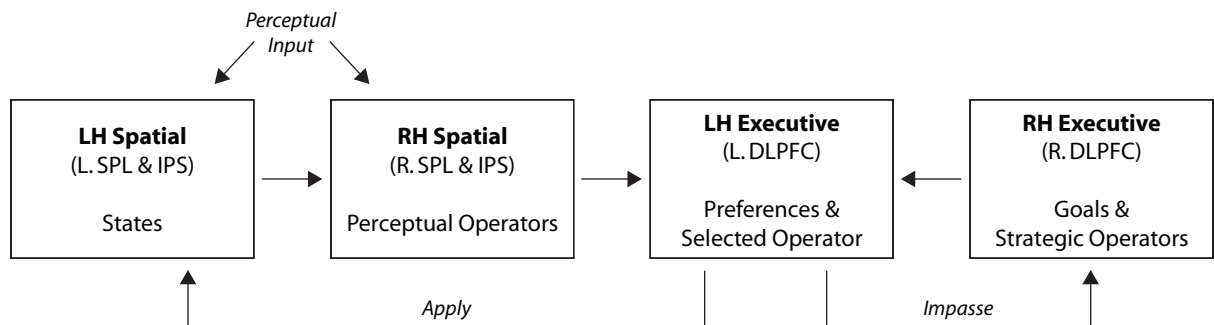 Perceptual
Input
LH Spatial
(L. SPL & IPS)
States
RH Spatial
(R. SPL & IPS)
Perceptual Operators
LH Executive
(L. DLPFC)
Preferences &
Selected Operator
RH Executive
(R. DLPFC)
Goals &
Strategic Operators
Apply
Impasse